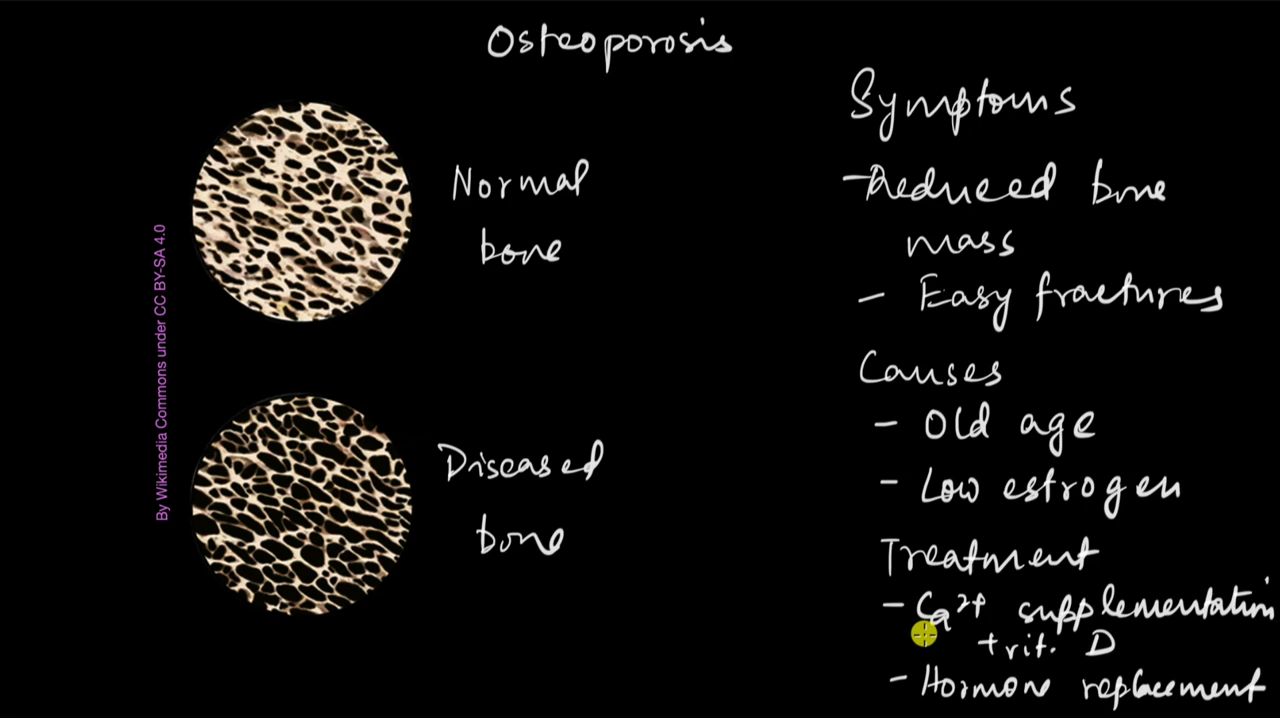 Osteoporosis
Normal
bone
Diseased
bone
By Wikimedia Commons under CC BY-SA 4.0
Symptoms
- Reduced bone
mass
- Easy fractures
Causes
- Old age
- Low estrogen
Treatment
- Ca2+ supplementation
+ vit. D
- Hormone replacement